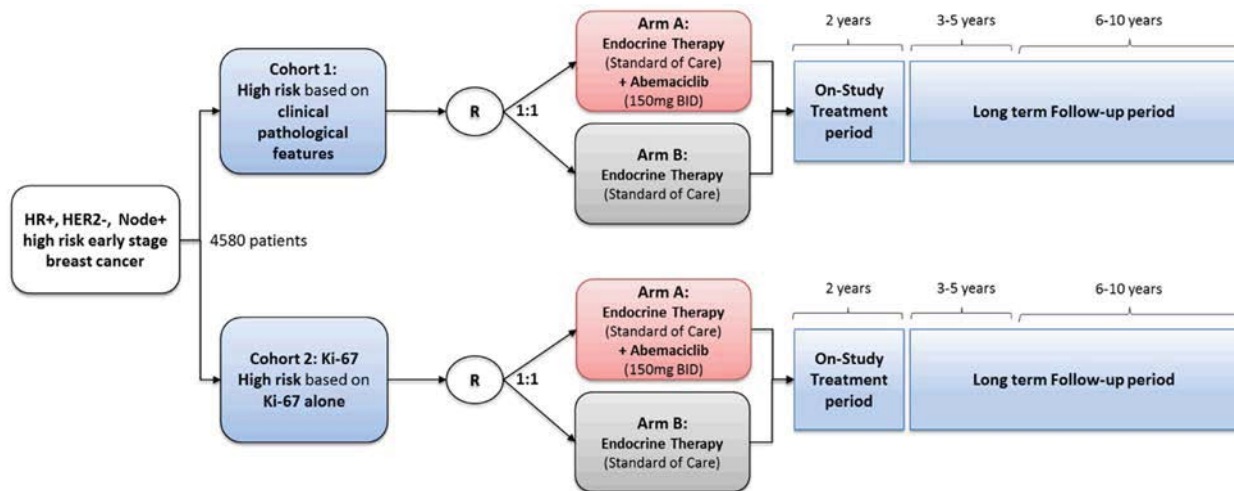 HR+, HER2-, Node+
high risk early stage
breast cancer
4580 patients
Cohort 1:
High risk based on
clinical
pathological
features
R
1:1
Arm A:
Endocrine Therapy
(Standard of Care)
+ Abemaciclib
(150mg BID)
Arm B:
Endocrine Therapy
(Standard of Care)
2 years
3-5 years
6-10 years
On-Study
Treatment
period
Long term Follow-up period
Cohort 2: Ki-67
High risk based on
Ki-67 alone
R
1:1
Arm A:
Endocrine Therapy
(Standard of Care)
+ Abemaciclib
(150mg BID)
Arm B:
Endocrine Therapy
(Standard of Care)
2 years
3-5 years
6-10 years
On-Study
Treatment
period
Long term Follow-up period